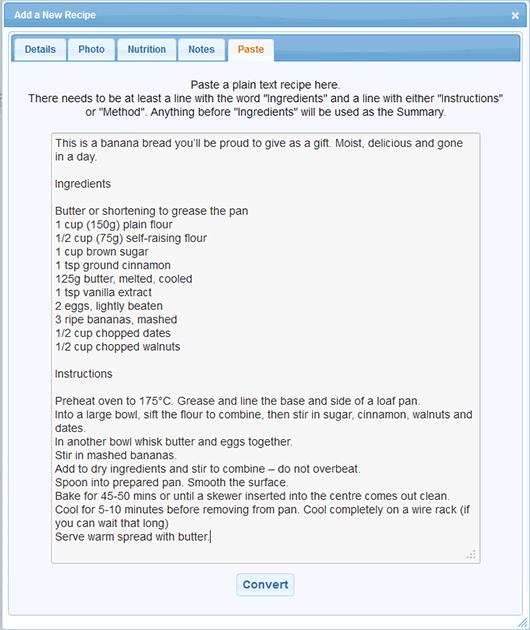 Add a New Recipe
Details Photo Nutrition Notes Paste
Paste a plain text recipe here.
There needs to be at least a line with the word "Ingredients" and a line with either "Instructions"
or "Method". Anything before "Ingredients" will be used as the Summary.
This is a banana bread you'll be proud to give as a gift. Moist, delicious and gone
in a day.
Ingredients
Butter or shortening to grease the pan
1 cup (150g) plain flour
1/2 cup (75g) self-raising flour
1 cup brown sugar
1 tsp ground cinnamon
125g butter, melted, cooled
1 tsp vanilla extract
2 eggs, lightly beaten
3 ripe bananas, mashed
1/2 cup chopped dates
1/2 cup chopped walnuts
Instructions
Preheat oven to 175°C. Grease and line the base and side of a loaf pan.
Into a large bowl, sift the flour to combine, then stir in sugar, cinnamon, walnuts and
dates.
In another bowl whisk butter and eggs together.
Stir in mashed bananas.
Add to dry ingredients and stir to combine – do not overbeat.
Spoon into prepared pan. Smooth the surface.
Bake for 45-50 mins or until a skewer inserted into the centre comes out clean.
Cool for 5-10 minutes before removing from pan. Cool completely on a wire rack (if
you can wait that long)
Serve warm spread with butter.
Convert